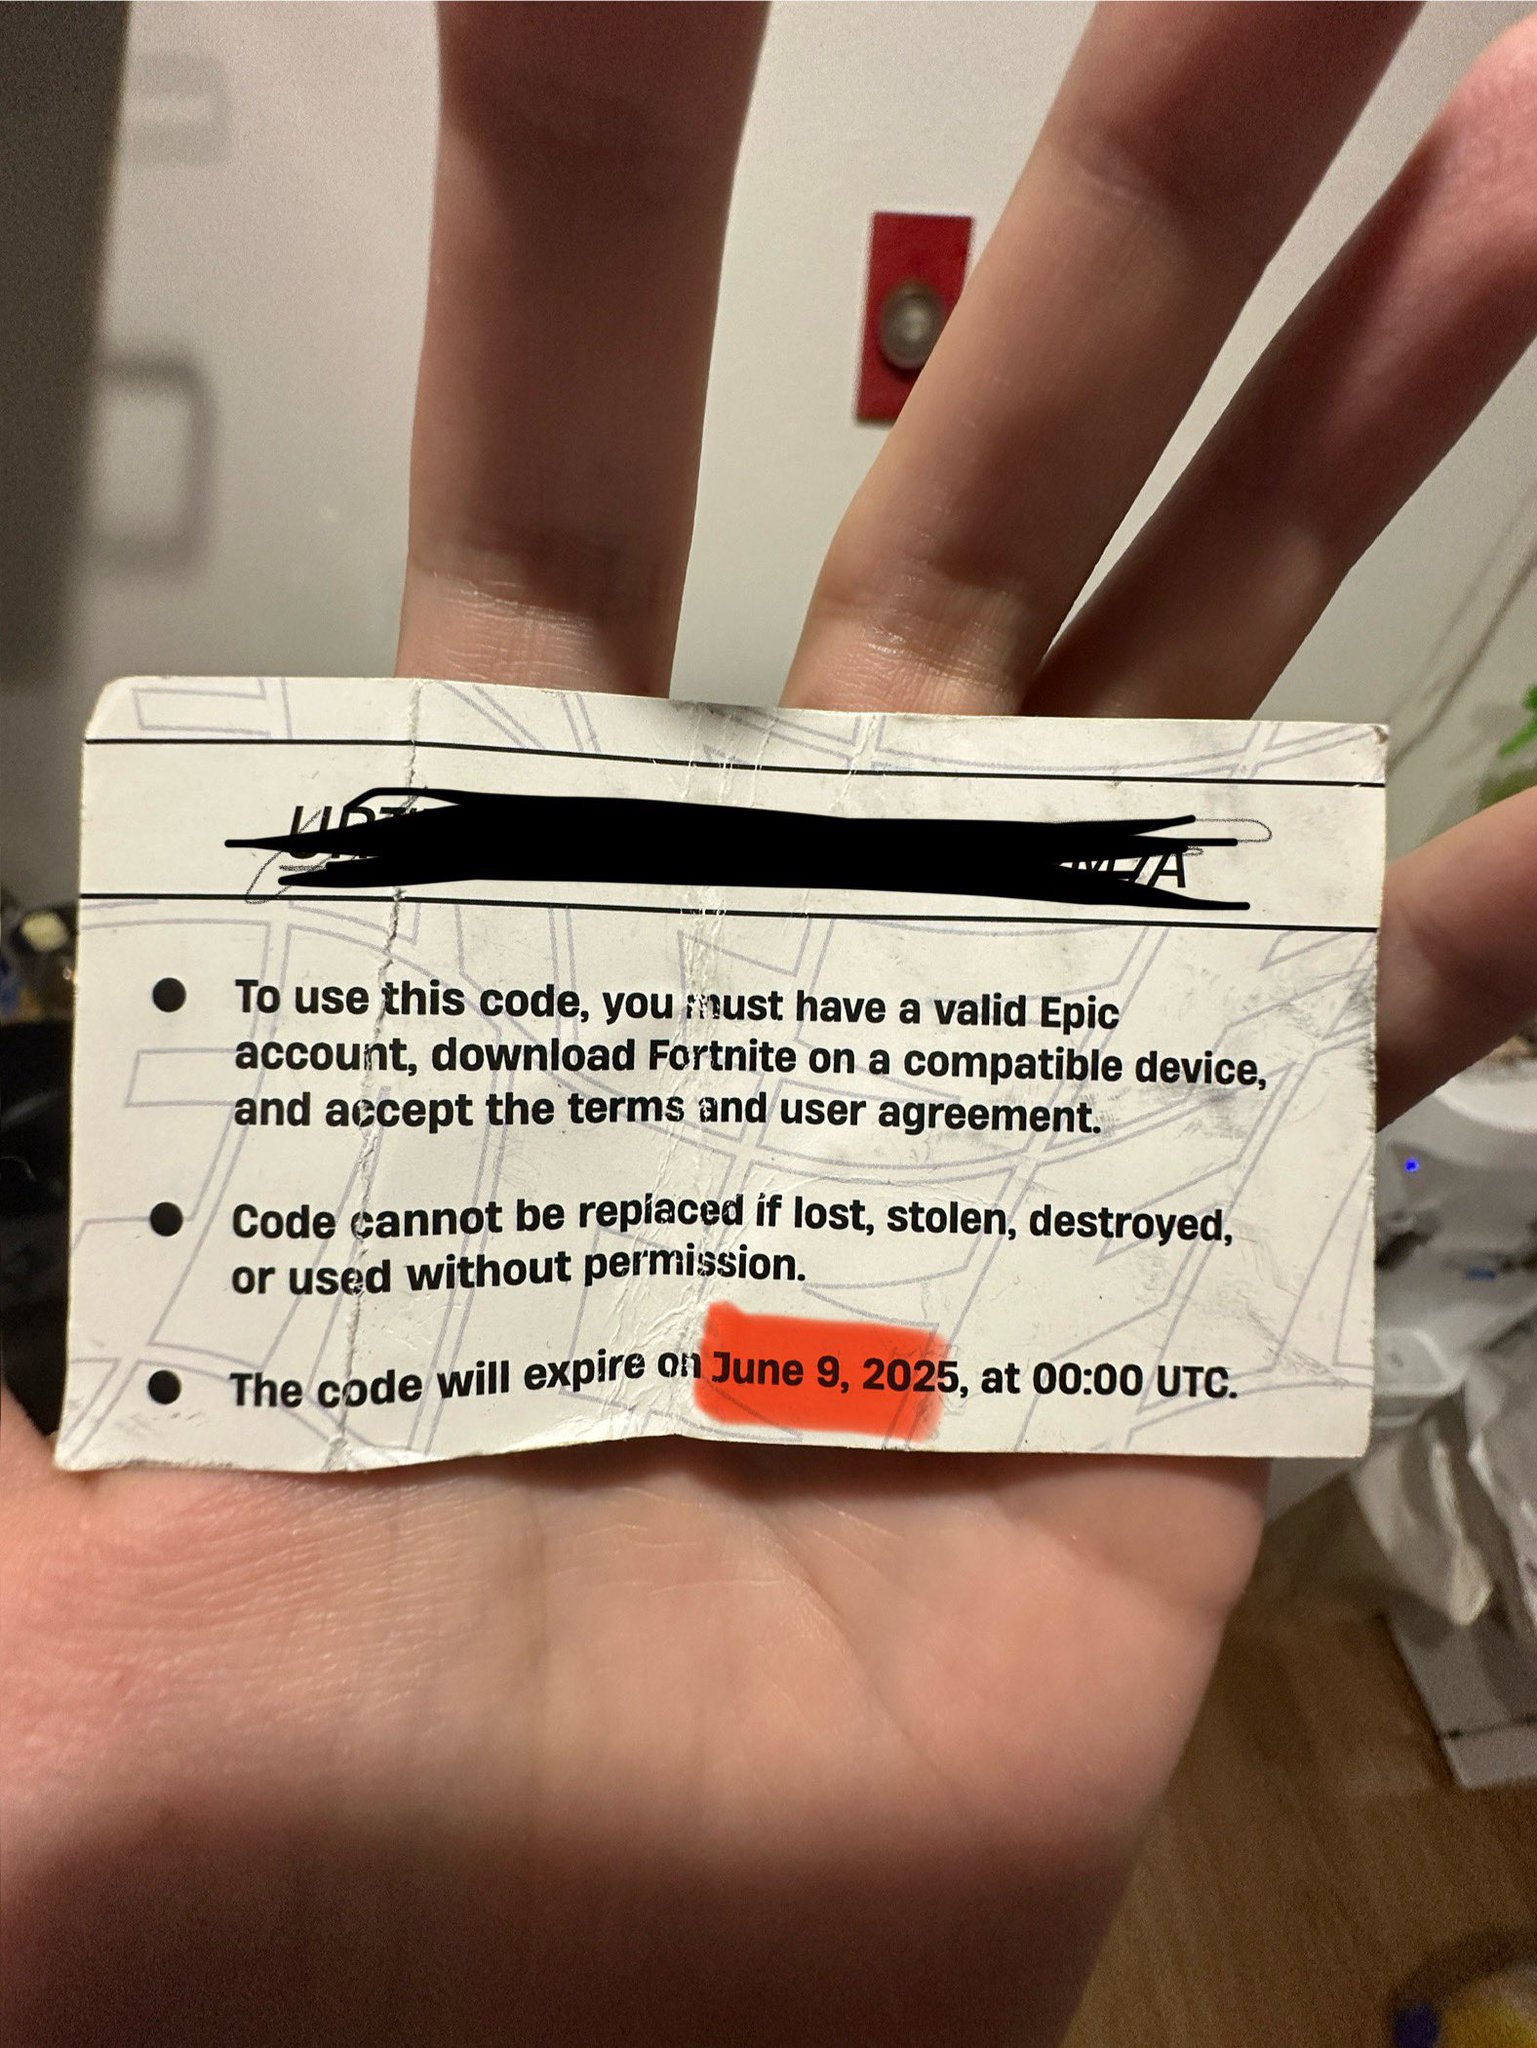 To use this code, you must have a valid Epic
account, download Fortnite on a compatible device,
and accept the terms and user agreement.
Code cannot be replaced if lost, stolen, destroyed,
or used without permission.
The code will expire on June 9, 2025, at 00:00 UTC.